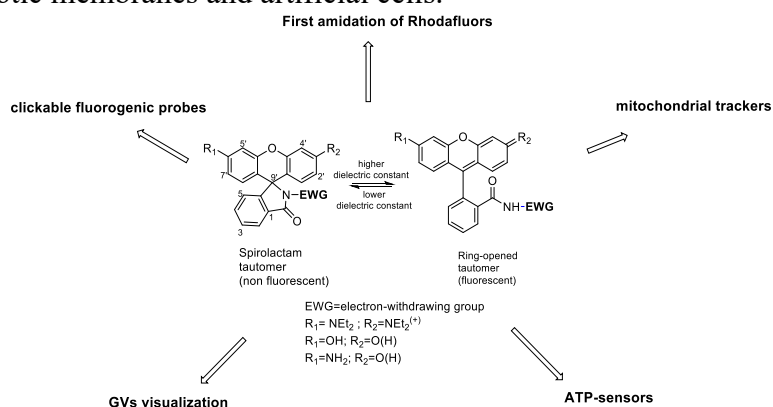 otic membranes and artificial cells.
First amidation of Rhodafluors
clickable fluorogenic probes
mitochondrial trackers
R₁ 5' O 4' R₂
7' 9' 2'
5 N–EWG
1 O
3
higher
dielectric constant
lower
dielectric constant
R₁ O R₂
O
NH-EWG
Spirolactam
tautomer
(non fluorescent)
Ring-opened
tautomer
(fluorescent)
EWG=electron-withdrawing group
R₁= NEt₂ ; R₂=NEt₂⁽⁺⁾
R₁=OH; R₂=O(H)
R₁=NH₂; R₂=O(H)
GVs visualization
ATP-sensors